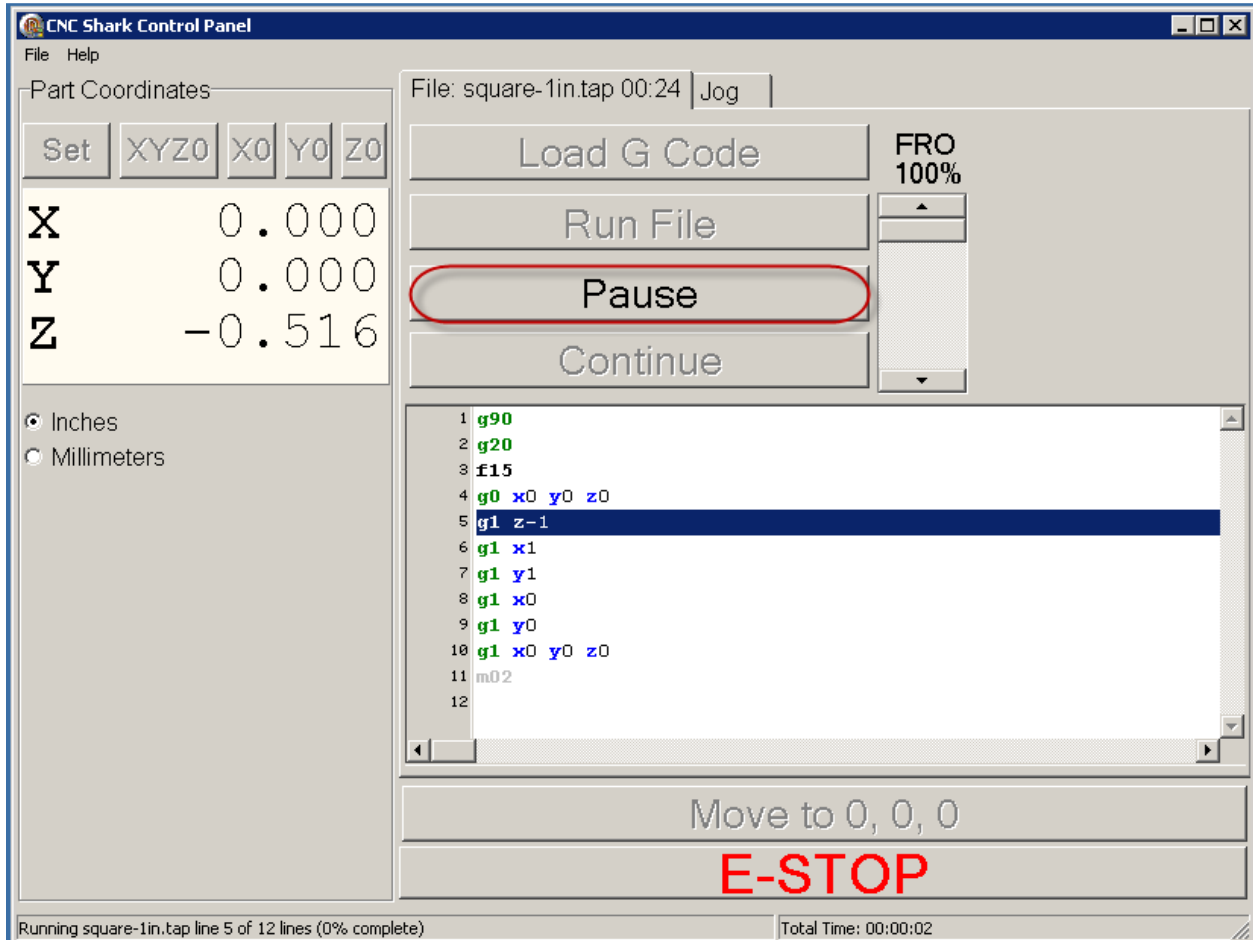 CNC Shark Control Panel
File Help
Part Coordinates
Set XYZ0 X0 Y0 Z0
X 0.000
Y 0.000
Z -0.516
Inches
Millimeters
File: square-1in.tap 00:24 Jog
Load G Code
FRO
100%
Run File
Pause
Continue
1 g90
2 g20
3 f15
4 g0 x0 y0 z0
5 g1 z-1
6 g1 x1
7 g1 y1
8 g1 x0
9 g1 y0
10 g1 x0 y0 z0
11 m02
12
Move to 0, 0, 0
E-STOP
Running square-1in.tap line 5 of 12 lines (0% complete) Total Time: 00:00:02